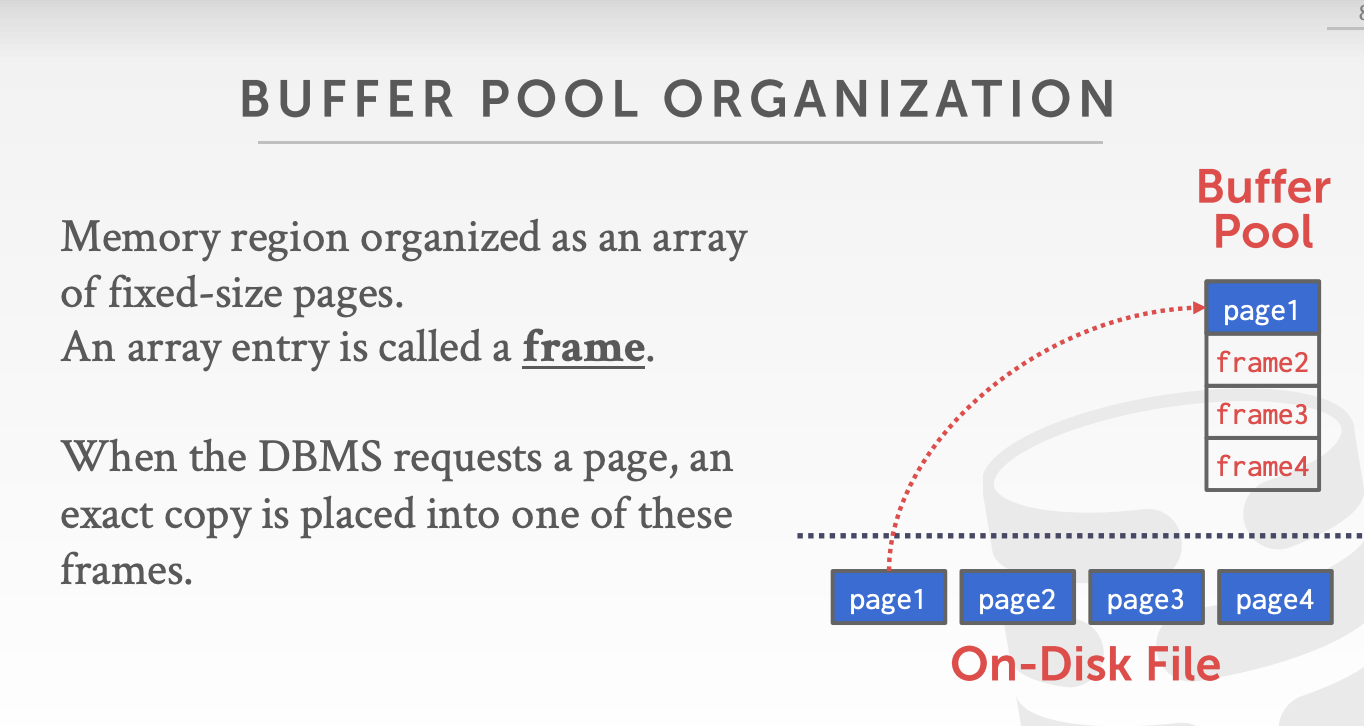 BUFFER POOL ORGANIZATION
Memory region organized as an array
of fixed-size pages.
An array entry is called a frame.
When the DBMS requests a page, an
exact copy is placed into one of these
frames.
Buffer
Pool
page1
frame2
frame3
frame4
page1 page2 page3 page4
On-Disk File